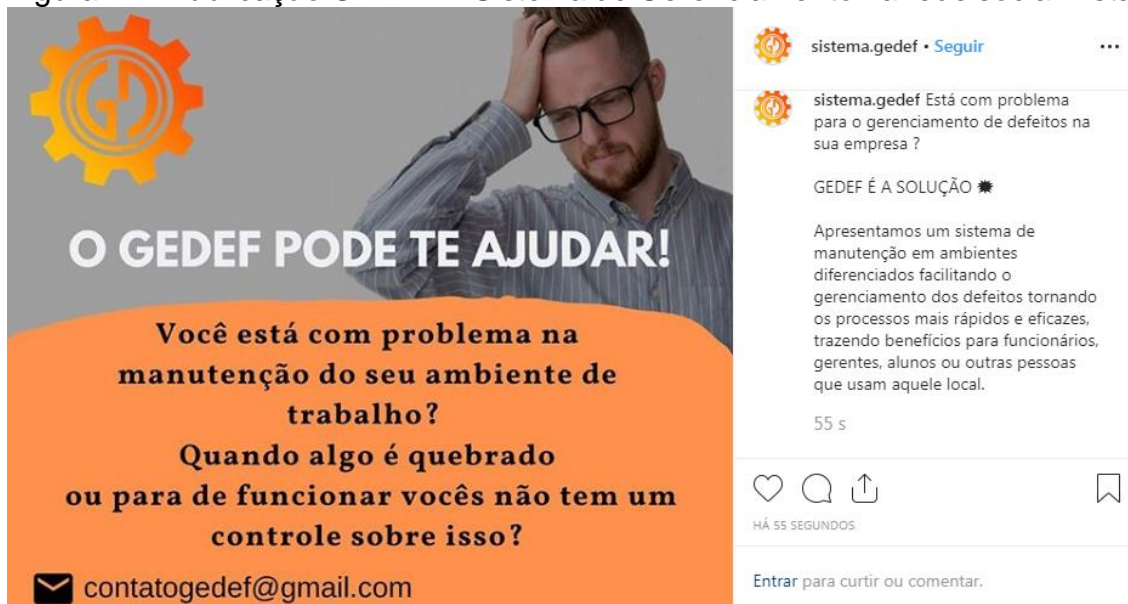 GD
O GEDEF PODE TE AJUDAR!
Você está com problema na
manutenção do seu ambiente de
trabalho?
Quando algo é quebrado
ou para de funcionar vocês não tem um
controle sobre isso?
contatogedef@gmail.com
sistema.gedef • Seguir
sistema.gedef Está com problema
para o gerenciamento de defeitos na
sua empresa ?
GEDEF É A SOLUÇÃO
Apresentamos um sistema de
manutenção em ambientes
diferenciados facilitando o
gerenciamento dos defeitos tornando
os processos mais rápidos e eficazes,
trazendo benefícios para funcionários,
gerentes, alunos ou outras pessoas
que usam aquele local.
55 s
HÁ 55 SEGUNDOS
Entrar para curtir ou comentar.